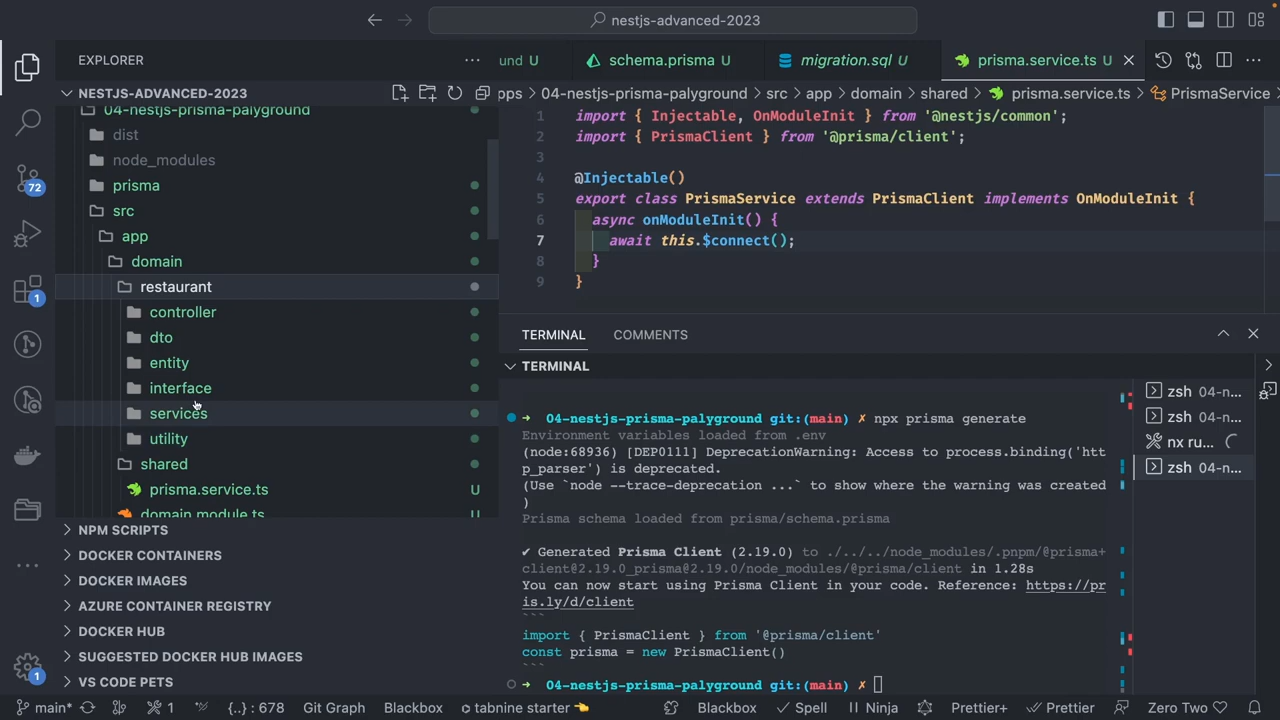 nestjs-advanced-2023
EXPLORER
und U
schema.prisma U
migration.sql U
prisma.service.ts U
NESTJS-ADVANCED-2023
pps > 04-nestjs-prisma-palyground > src > app > domain > shared > prisma.service.ts > PrismaService
04-nestjs-prisma-palyground
dist
node_modules
prisma
src
app
domain
restaurant
controller
dto
entity
interface
services
utility
shared
prisma.service.ts U
domain.module.ts U
NPM SCRIPTS
DOCKER CONTAINERS
DOCKER IMAGES
AZURE CONTAINER REGISTRY
DOCKER HUB
SUGGESTED DOCKER HUB IMAGES
VS CODE PETS
72
1
1
1 import { Injectable, OnModuleInit } from '@nestjs/common';
2 import { PrismaClient } from '@prisma/client';
3
4 @Injectable()
5 export class PrismaService extends PrismaClient implements OnModuleInit {
6 async onModuleInit() {
7 await this.$connect();
8 }
9 }
TERMINAL COMMENTS
TERMINAL
→ 04-nestjs-prisma-palyground git:(main) ✗ npx prisma generate
Environment variables loaded from .env
(node:68936) [DEP0111] DeprecationWarning: Access to process.binding('htt
p_parser') is deprecated.
(Use `node --trace-deprecation ...` to show where the warning was created
)
Prisma schema loaded from prisma/schema.prisma
✔ Generated Prisma Client (2.19.0) to ./../../node_modules/.pnpm/@prisma+
client@2.19.0_prisma@2.19.0/node_modules/@prisma/client in 1.28s
You can now start using Prisma Client in your code. Reference: https://pr
is.ly/d/client
```
import { PrismaClient } from '@prisma/client'
const prisma = new PrismaClient()
```
→ 04-nestjs-prisma-palyground git:(main) ✗
zsh 04-n...
zsh 04-n...
nx ru...
zsh 04-n...
main* 1 {..} : 678 Git Graph Blackbox tabnine starter 👈 Blackbox Spell Ninja Prettier+ Prettier Zero Two